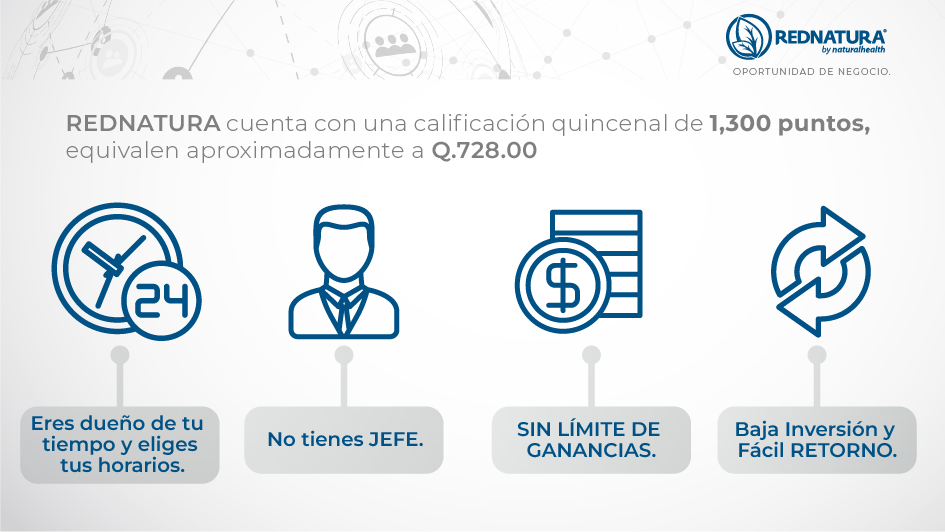 REDNATURA®
by naturalhealth
OPORTUNIDAD DE NEGOCIO.
REDNATURA cuenta con una calificación quincenal de 1,300 puntos,
equivalen aproximadamente a Q.728.00
24
$
Eres dueño de tu
tiempo y eliges
tus horarios.
No tienes JEFE.
SIN LÍMITE DE
GANANCIAS.
Baja Inversión y
Fácil RETORNO.